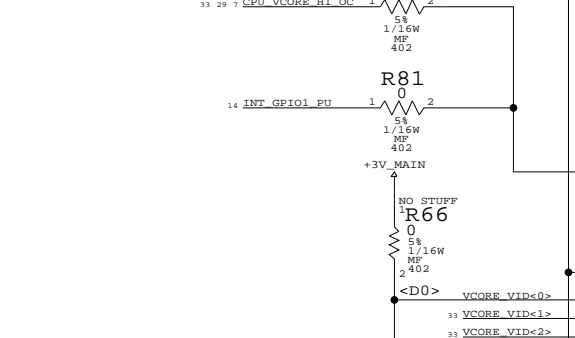 33 29 7 CPU_VCORE_HI_OC 1 2
5%
1/16W
MF
402
R81
0
14 INT_GPIO1_PU 1 2
5%
1/16W
MF
402
+3V_MAIN
NO STUFF
1 R66
0
5%
1/16W
MF
2 402
<D0> VCORE_VID<0>
33 VCORE_VID<1>
33 VCORE_VID<2>